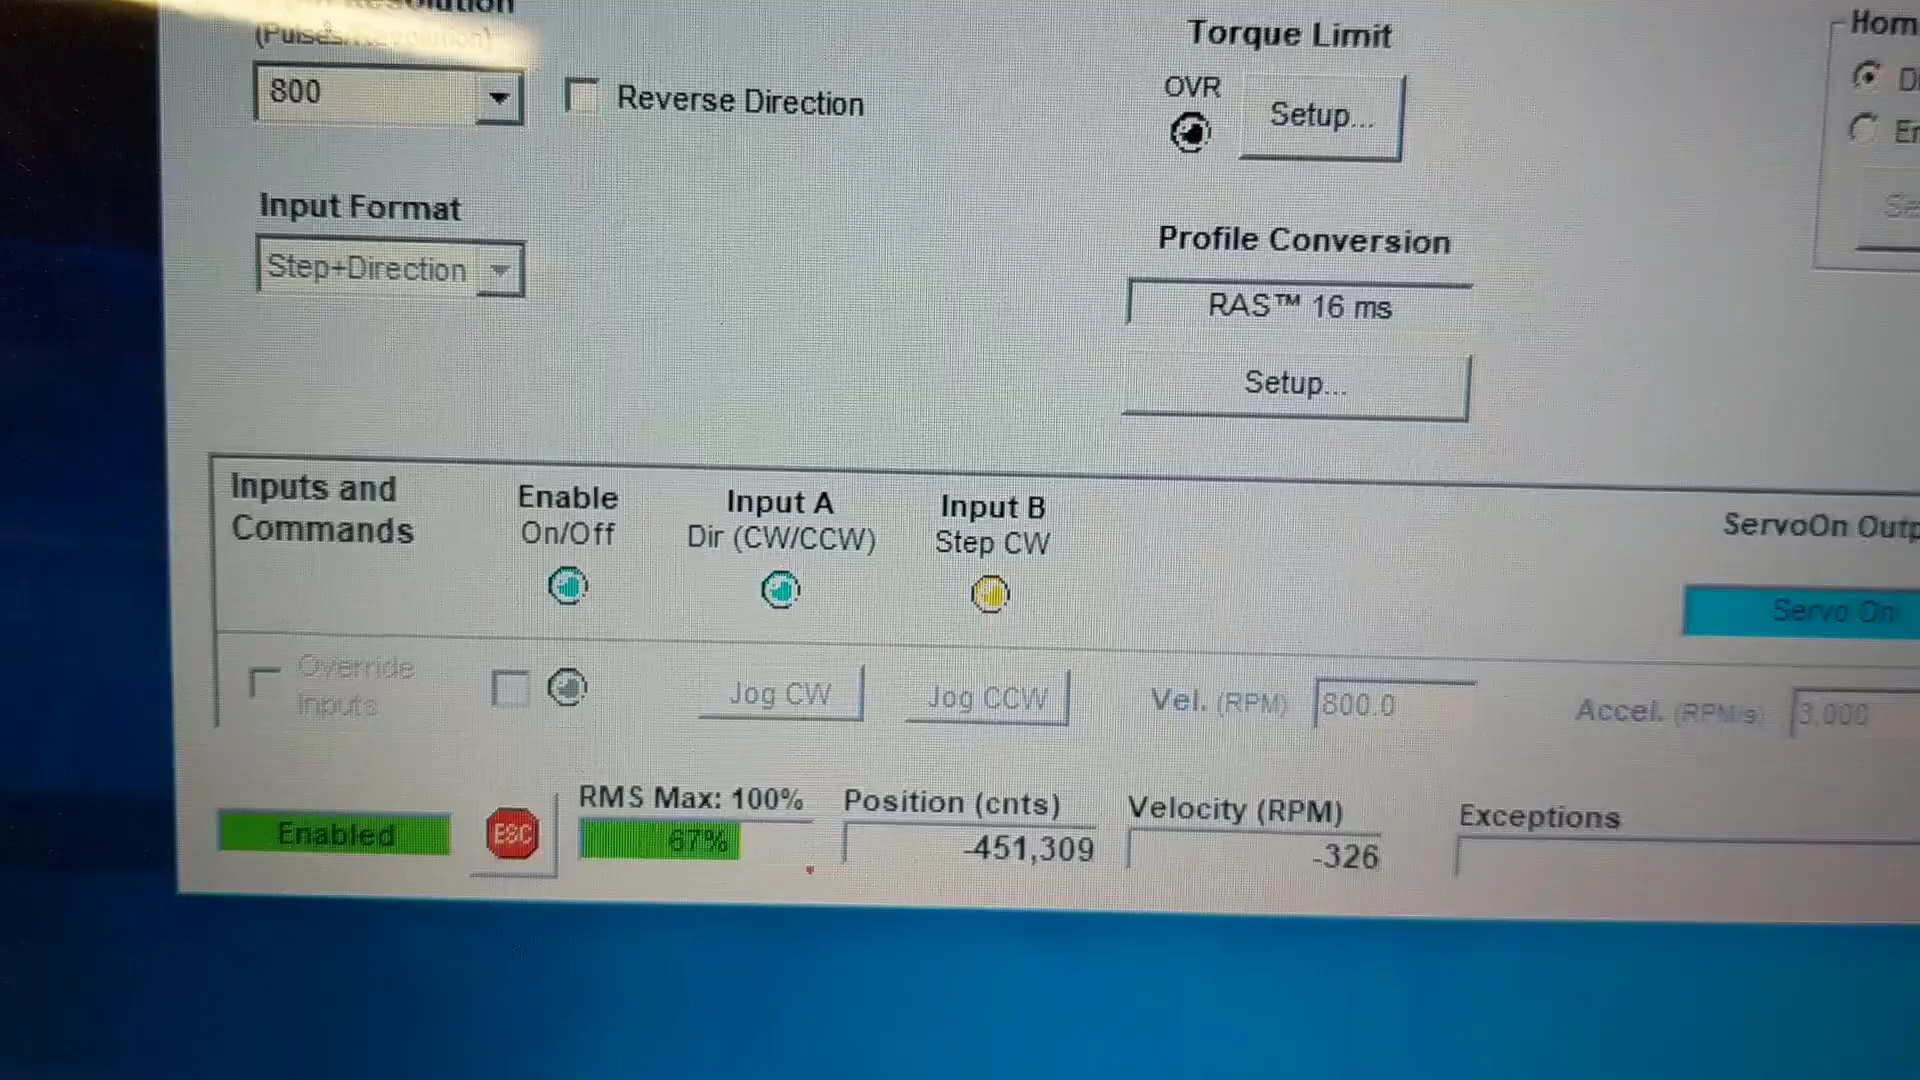 (Pulses/Revolution)
800
Reverse Direction
Torque Limit
OVR
Setup...
Input Format
Step+Direction
Profile Conversion
RAS™ 16 ms
Setup...
Inputs and
Commands
Enable
On/Off
Input A
Dir (CW/CCW)
Input B
Step CW
ServoOn
Servo On
Override
Inputs
Jog CW
Jog CCW
Vel. (RPM)
800.0
Accel. (RPM/s)
3,000
Enabled
ESC
RMS Max: 100%
67%
Position (cnts)
-451,309
Velocity (RPM)
-326
Exceptions